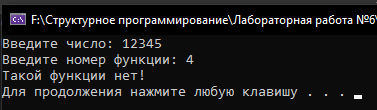 F:\Структурное программирование\Лабораторная работа №6\
Введите число: 12345
Введите номер функции: 4
Такой функции нет!
Для продолжения нажмите любую клавишу . . .